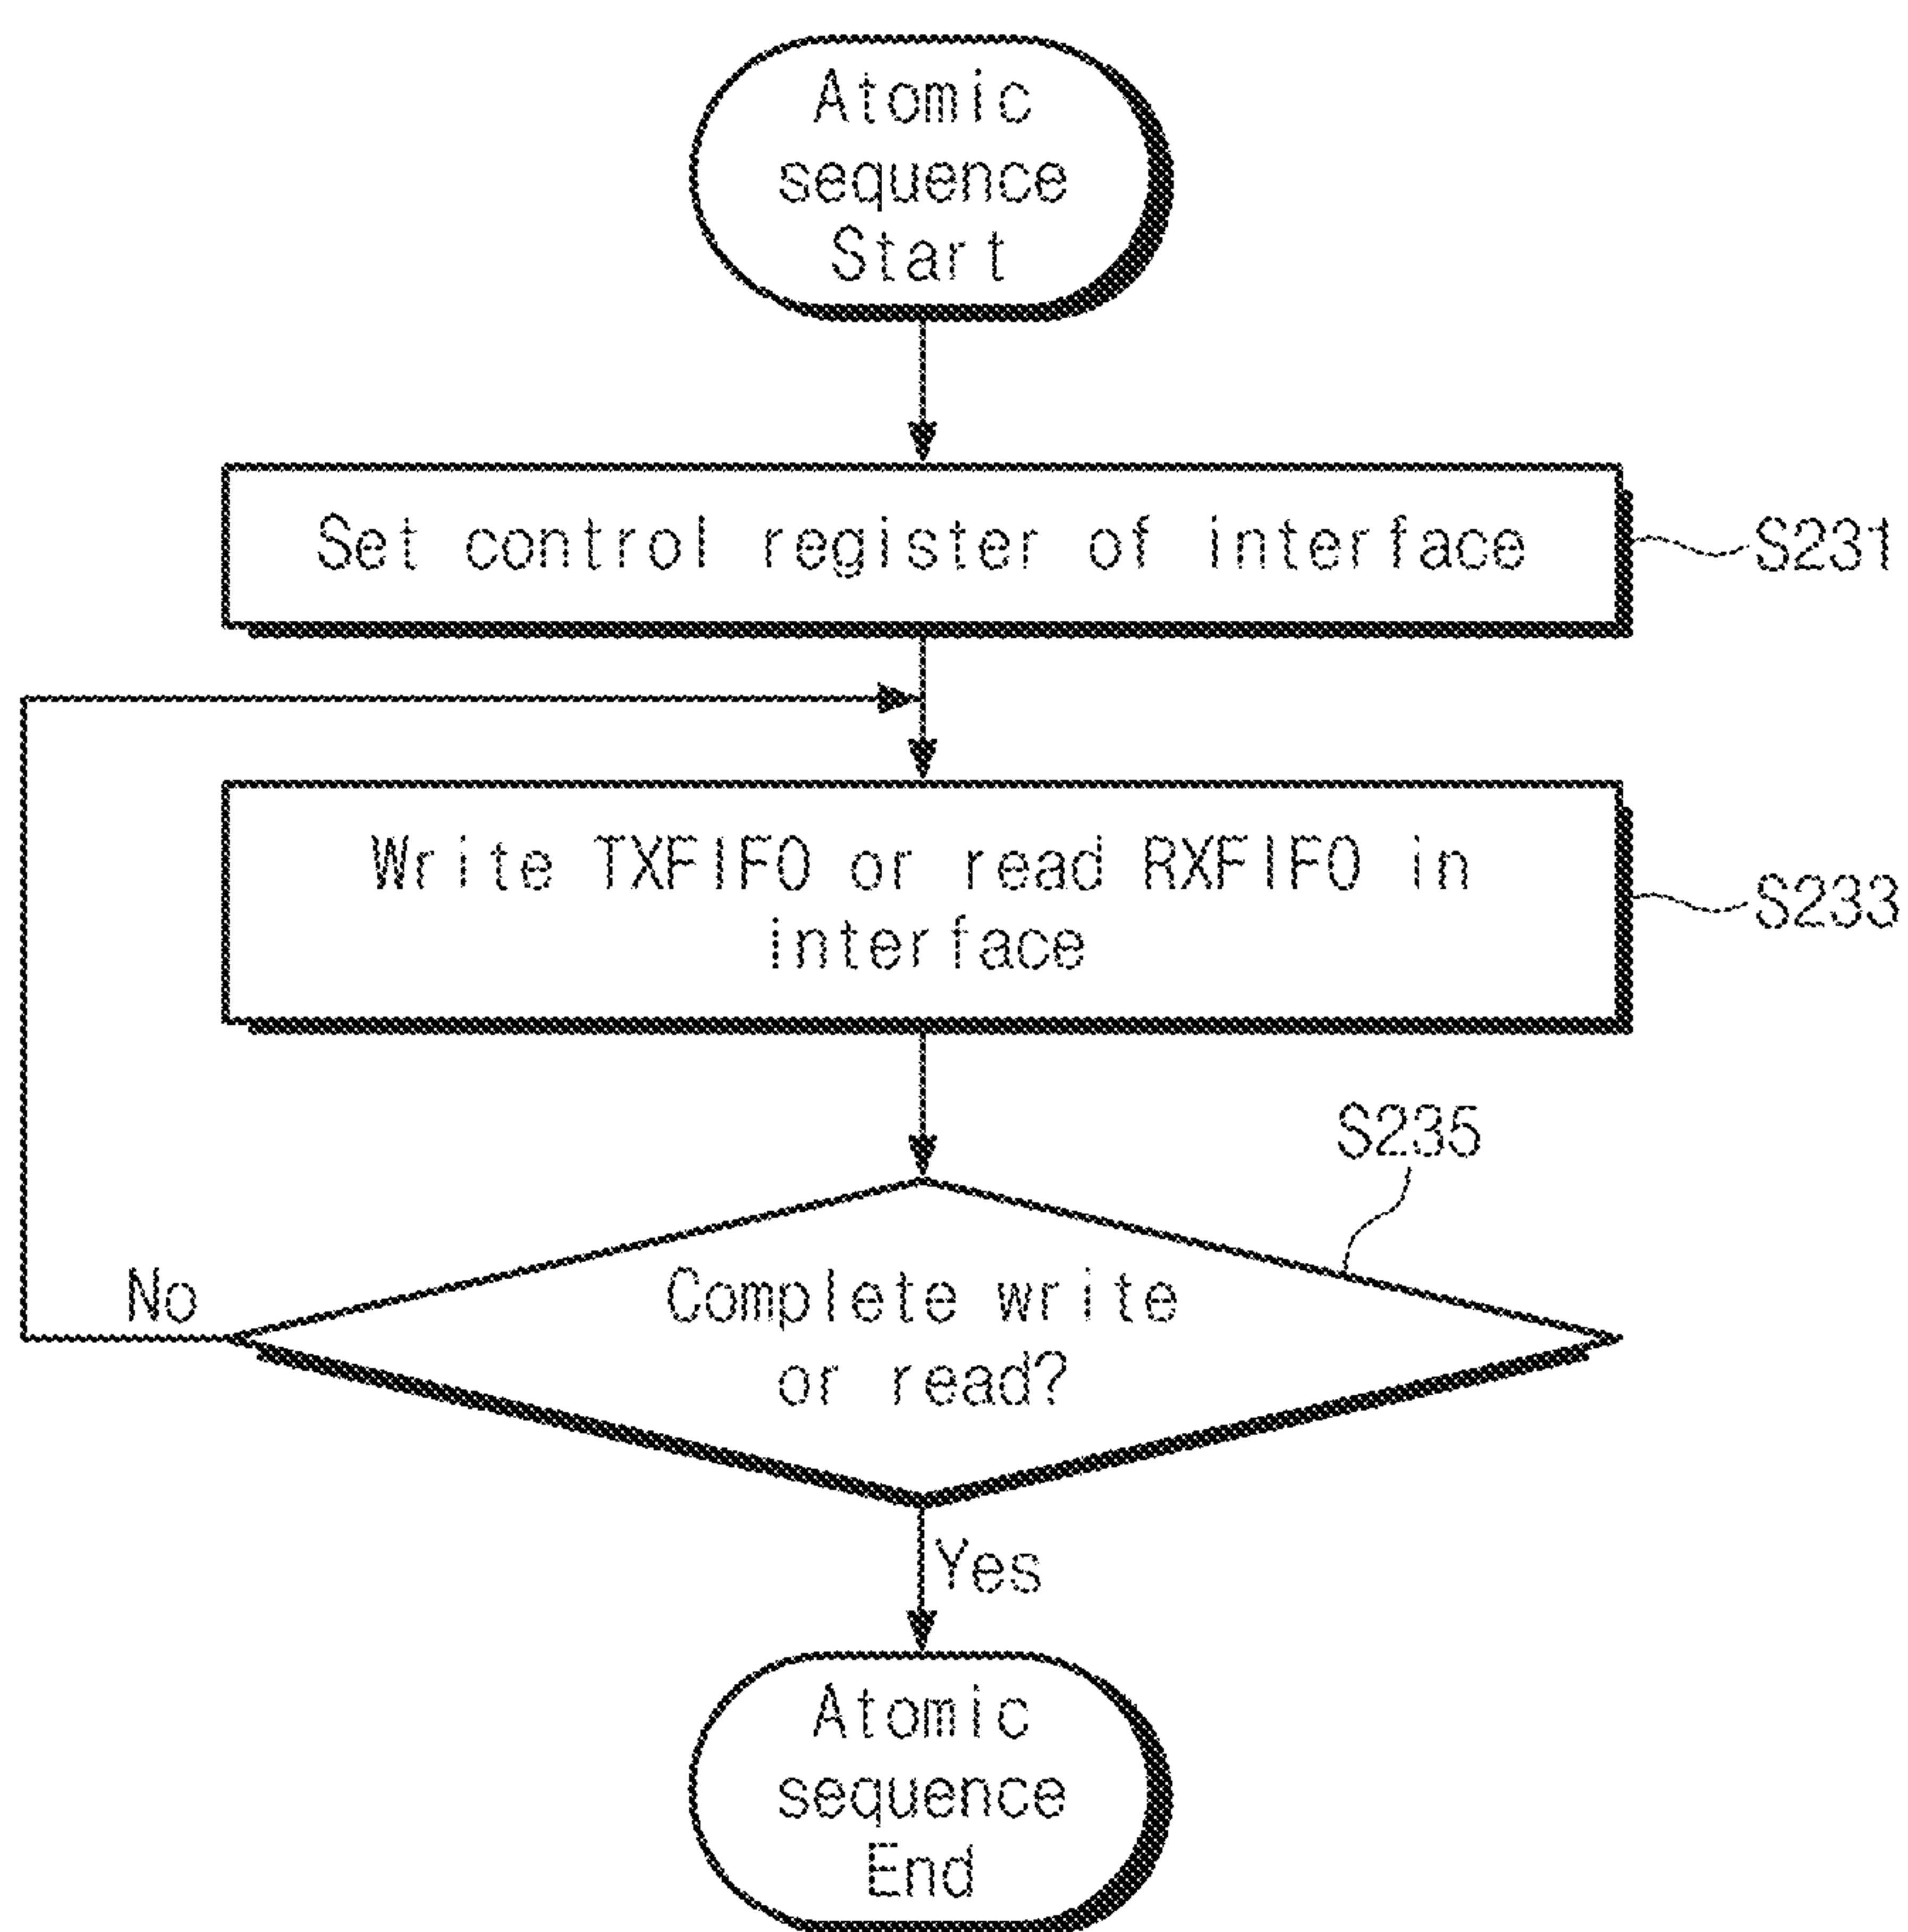 Atomic
sequence
Start
Set control register of interface
S231
Write TXFIFO or read RXFIFO in
interface
S233
S235
No
Complete write
or read?
Yes
Atomic
sequence
End